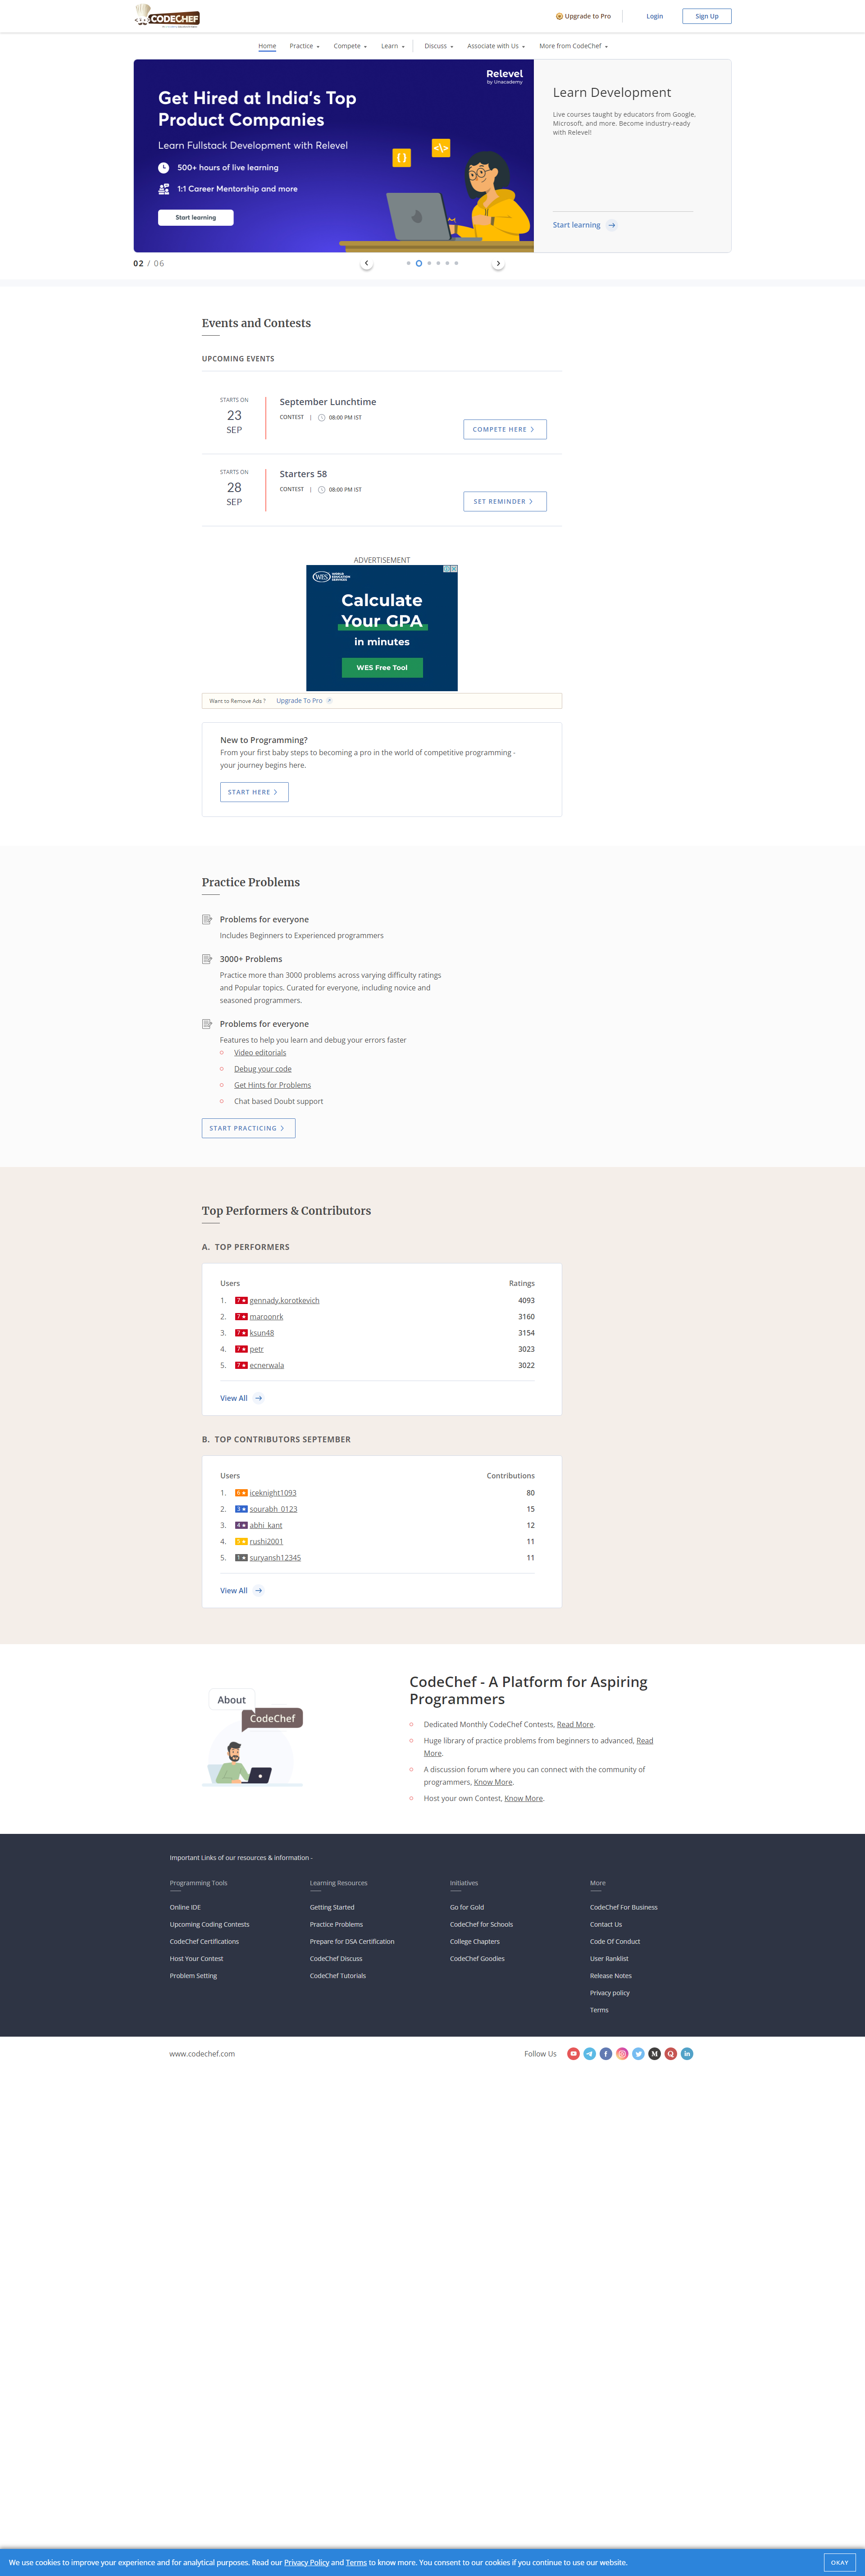 CODECHEF
Upgrade to Pro
Login
Sign Up
Home
Practice
Compete
Learn
Discuss
Associate with Us
More from CodeChef
Relevel
by Unacademy
Get Hired at India's Top
Product Companies
Learn Fullstack Development with Relevel
500+ hours of live learning
1:1 Career Mentorship and more
Start learning
Learn Development
Live courses taught by educators from Google,
Microsoft, and more. Become industry-ready
with Relevel!
Start learning
02 / 06
Events and Contests
UPCOMING EVENTS
STARTS ON
23
SEP
September Lunchtime
CONTEST | 08:00 PM IST
COMPETE HERE
STARTS ON
28
SEP
Starters 58
CONTEST | 08:00 PM IST
SET REMINDER
ADVERTISEMENT
WES WORLD
EDUCATION
SERVICES
Calculate
Your GPA
in minutes
WES Free Tool
Want to Remove Ads ? Upgrade To Pro
New to Programming?
From your first baby steps to becoming a pro in the world of competitive programming -
your journey begins here.
START HERE
Practice Problems
Problems for everyone
Includes Beginners to Experienced programmers
3000+ Problems
Practice more than 3000 problems across varying difficulty ratings
and Popular topics. Curated for everyone, including novice and
seasoned programmers.
Problems for everyone
Features to help you learn and debug your errors faster
Video editorials
Debug your code
Get Hints for Problems
Chat based Doubt support
START PRACTICING
Top Performers & Contributors
A. TOP PERFORMERS
Users Ratings
1. 7★ gennady.korotkevich 4093
2. 7★ maroonrk 3160
3. 7★ ksun48 3154
4. 7★ petr 3023
5. 7★ ecnerwala 3022
View All
B. TOP CONTRIBUTORS SEPTEMBER
Users Contributions
1. 6★ iceknight1093 80
2. 3★ sourabh_0123 15
3. 4★ abhi_kant 12
4. 5★ rushi2001 11
5. 1★ suryansh12345 11
View All
About
CodeChef
CodeChef - A Platform for Aspiring
Programmers
Dedicated Monthly CodeChef Contests, Read More.
Huge library of practice problems from beginners to advanced, Read
More.
A discussion forum where you can connect with the community of
programmers, Know More.
Host your own Contest, Know More.
Important Links of our resources & information -
Programming Tools
Online IDE
Upcoming Coding Contests
CodeChef Certifications
Host Your Contest
Problem Setting
Learning Resources
Getting Started
Practice Problems
Prepare for DSA Certification
CodeChef Discuss
CodeChef Tutorials
Initiatives
Go for Gold
CodeChef for Schools
College Chapters
CodeChef Goodies
More
CodeChef For Business
Contact Us
Code Of Conduct
User Ranklist
Release Notes
Privacy policy
Terms
www.codechef.com
Follow Us
We use cookies to improve your experience and for analytical purposes. Read our Privacy Policy and Terms to know more. You consent to our cookies if you continue to use our website.
OKAY